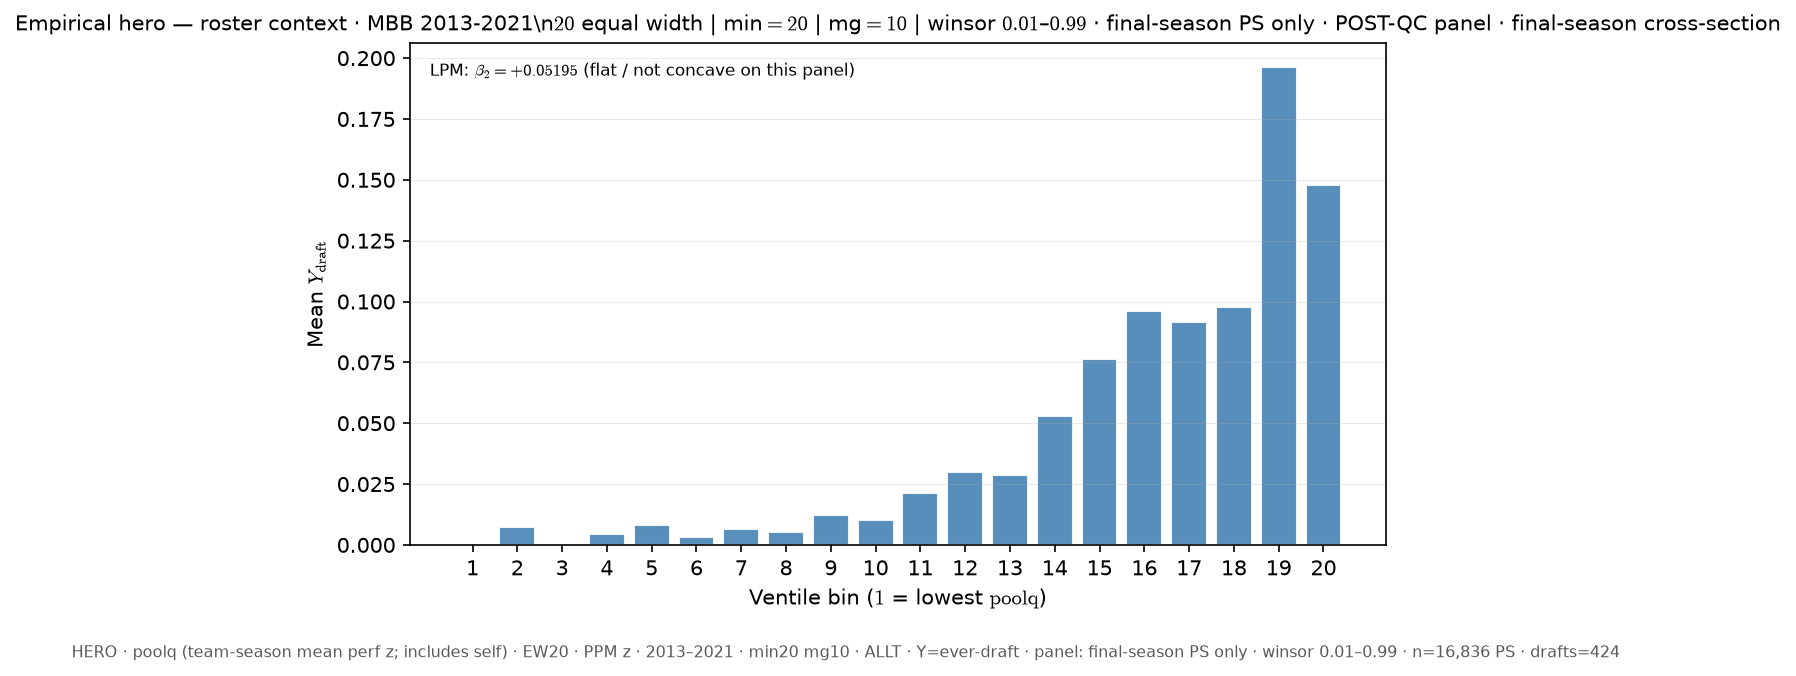 Empirical hero — roster context · MBB 2013-2021\n20 equal width | min = 20 | mg = 10 | winsor 0.01–0.99 · final-season PS only · POST-QC panel · final-season cross-section
LPM: β₂ = +0.05195 (flat / not concave on this panel)
Mean Y_draft
0.200
0.175
0.150
0.125
0.100
0.075
0.050
0.025
0.000
1 2 3 4 5 6 7 8 9 10 11 12 13 14 15 16 17 18 19 20
Ventile bin (1 = lowest poolq)
HERO · poolq (team-season mean perf z; includes self) · EW20 · PPM z · 2013–2021 · min20 mg10 · ALLT · Y=ever-draft · panel: final-season PS only · winsor 0.01–0.99 · n=16,836 PS · drafts=424